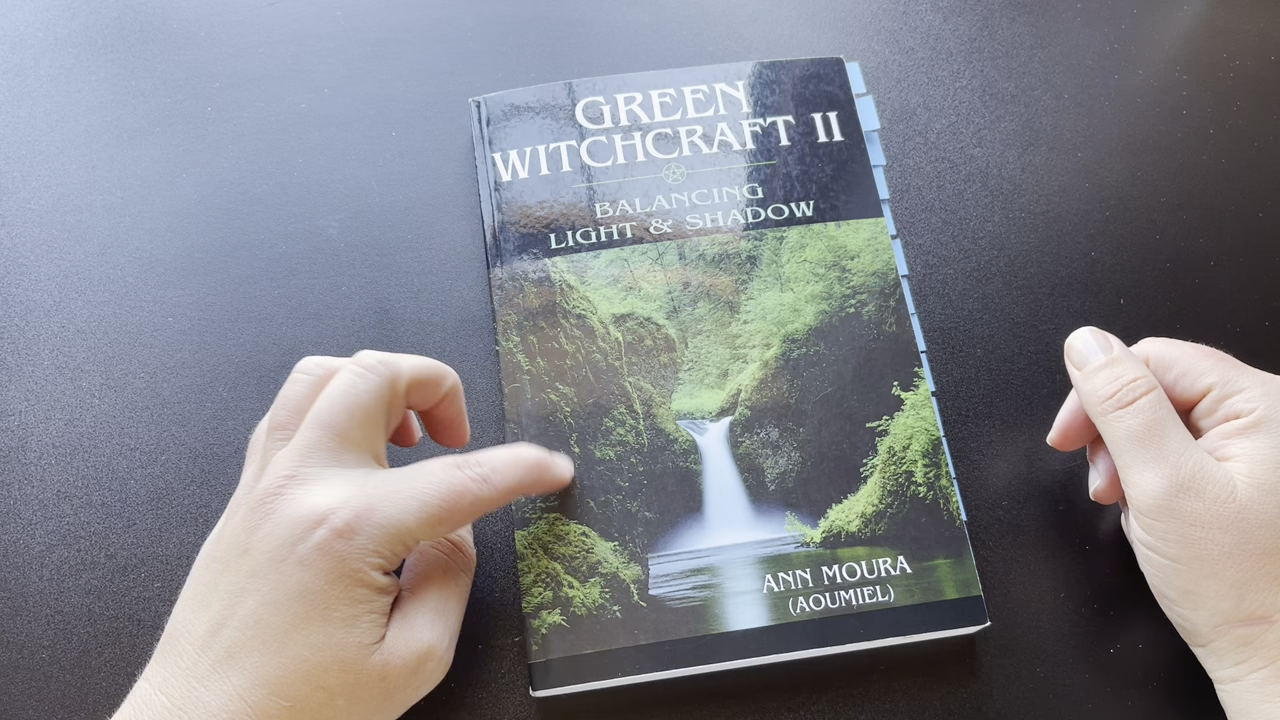 GREEN
WITCHCRAFT II
BALANCING
LIGHT & SHADOW
ANN MOURA
(AOUMIEL)